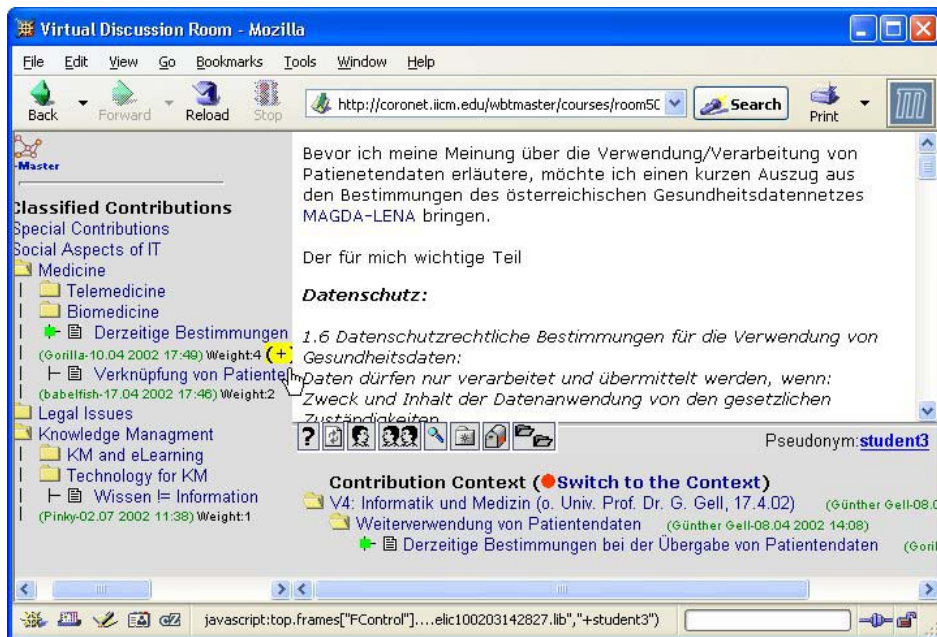 Virtual Discussion Room - Mozilla
File Edit View Go Bookmarks Tools Window Help
Back Forward Reload Stop http://coronet.iicm.edu/wbtmaster/courses/room50 Search Print
-Master
Classified Contributions
Special Contributions
Social Aspects of IT
Medicine
Telemedicine
Biomedicine
Derzeitige Bestimmungen
(Gorilla-10.04 2002 17:49) Weight:4 (+)
Verknüpfung von Patienten
(babelfish-17.04 2002 17:46) Weight:2
Legal Issues
Knowledge Managment
KM and eLearning
Technology for KM
Wissen != Information
(Pinky-02.07 2002 11:38) Weight:1
Bevor ich meine Meinung über die Verwendung/Verarbeitung von
Patienetendaten erläutere, möchte ich einen kurzen Auszug aus
den Bestimmungen des österreichischen Gesundheitsdatennetzes
MAGDA-LENA bringen.
Der für mich wichtige Teil
Datenschutz:
1.6 Datenschutzrechtliche Bestimmungen für die Verwendung von
Gesundheitsdaten:
Daten dürfen nur verarbeitet und übermittelt werden, wenn:
Zweck und Inhalt der Datenanwendung von den gesetzlichen
Zuständigkeiten
Pseudonym:student3
Contribution Context (Switch to the Context)
V4: Informatik und Medizin (o. Univ. Prof. Dr. G. Gell, 17.4.02) (Günther Gell-08.0
Weiterverwendung von Patientendaten (Günther Gell-08.04 2002 14:08)
Derzeitige Bestimmungen bei der Übergabe von Patientendaten (Goril
javascript:top.frames["FControl"]....elic100203142827.lib","+student3")